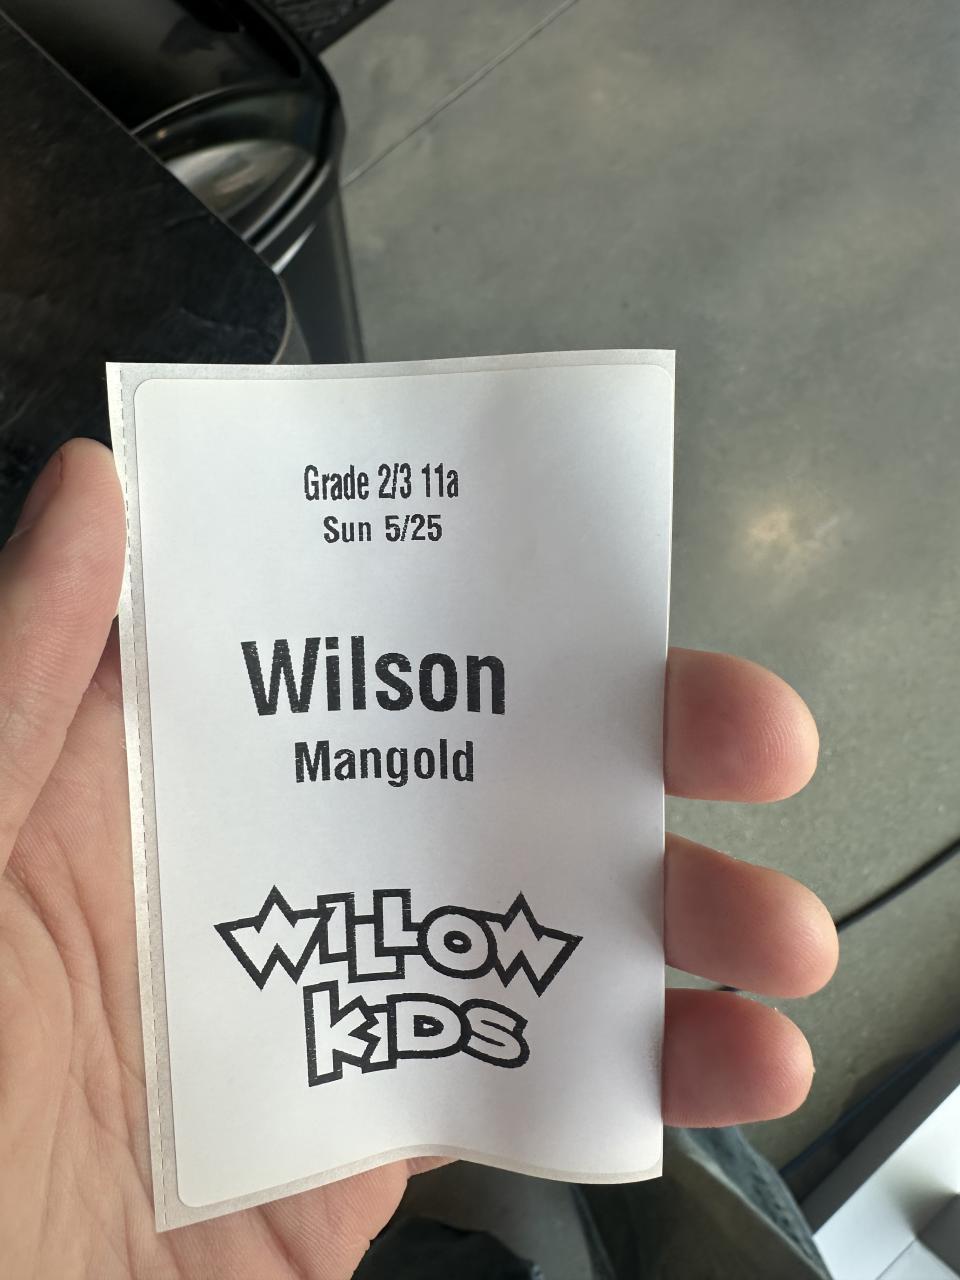 Grade 2/3 11a
Sun 5/25
Wilson
Mangold
WILLOW
KIDS